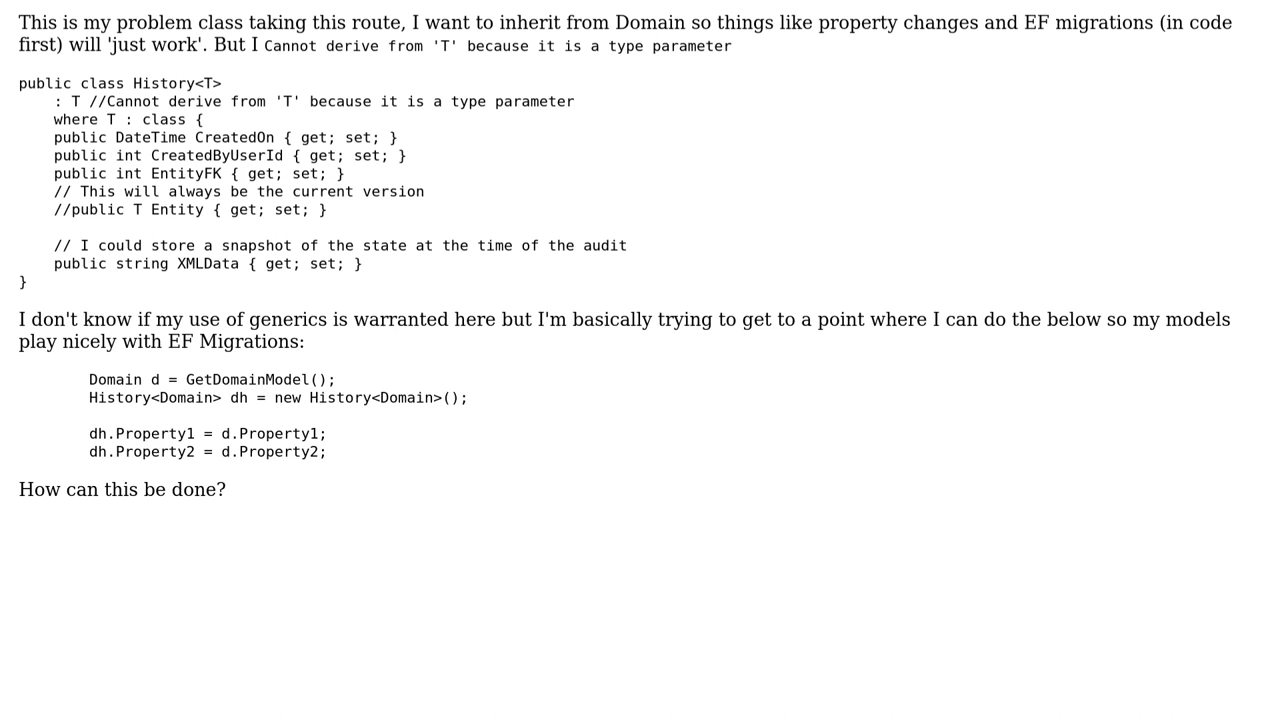 This is my problem class taking this route, I want to inherit from Domain so things like property changes and EF migrations (in code
first) will 'just work'. But I Cannot derive from 'T' because it is a type parameter
public class History<T>
    : T //Cannot derive from 'T' because it is a type parameter
    where T : class {
    public DateTime CreatedOn { get; set; }
    public int CreatedByUserId { get; set; }
    public int EntityFK { get; set; }
    // This will always be the current version
    //public T Entity { get; set; }
    // I could store a snapshot of the state at the time of the audit
    public string XMLData { get; set; }
}
I don't know if my use of generics is warranted here but I'm basically trying to get to a point where I can do the below so my models
play nicely with EF Migrations:
        Domain d = GetDomainModel();
        History<Domain> dh = new History<Domain>();
        dh.Property1 = d.Property1;
        dh.Property2 = d.Property2;
How can this be done?